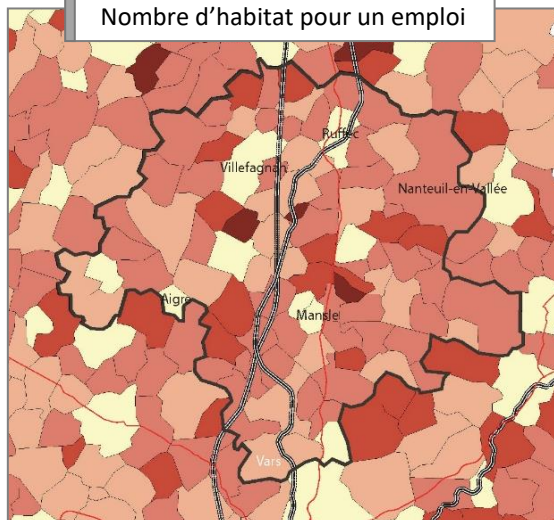 Nombre d’habitat pour un emploi
Ruffec
Villefagnan
Nanteuil-en-Vallée
Aigre
Mansle
Vars